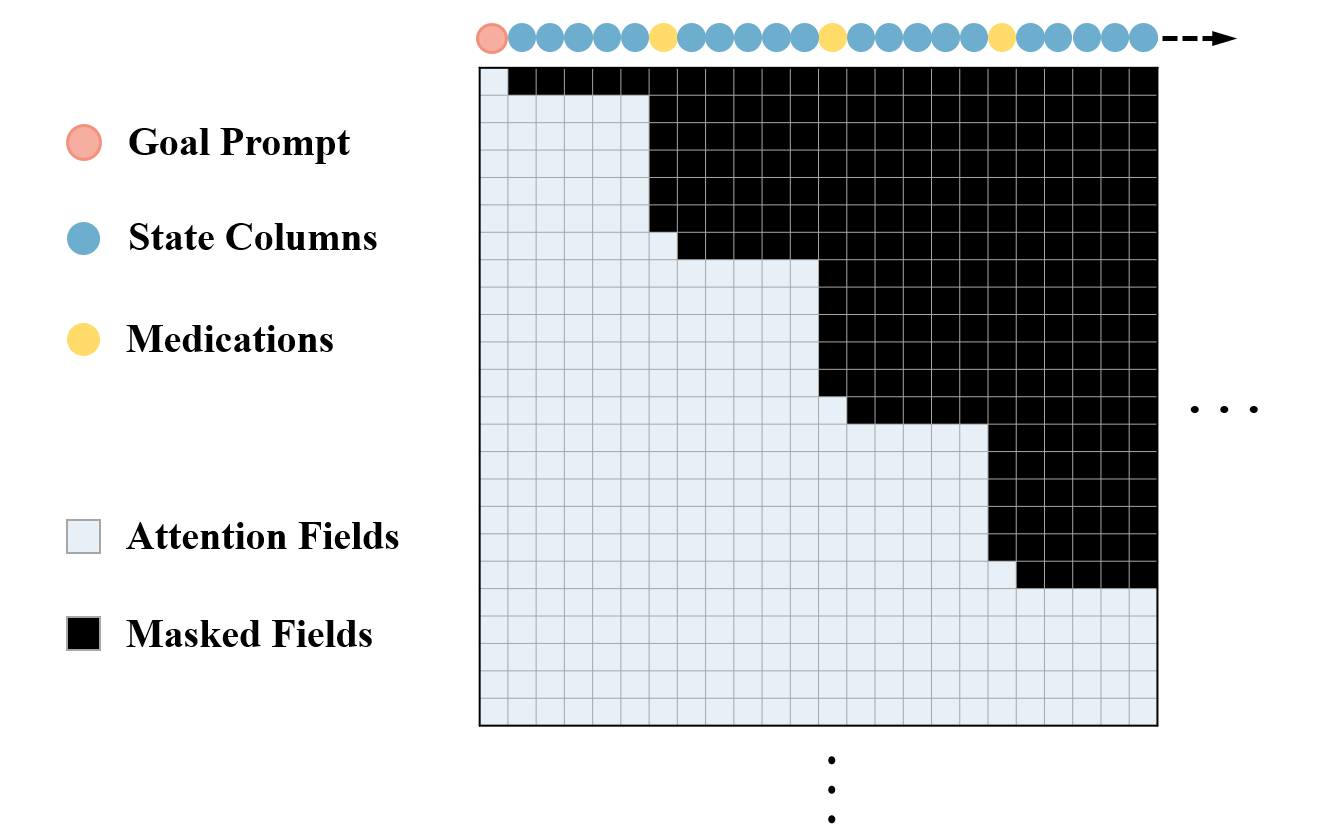 Goal Prompt
State Columns
Medications
Attention Fields
Masked Fields